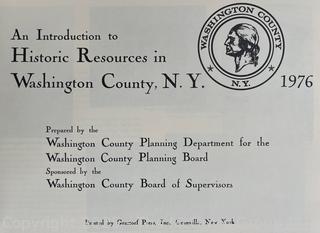 An Introduction to
Historic Resources in
Washington County, N. Y.
WASHINGTON COUNTY
N.Y.
1976
Prepared by the
Washington County Planning Department for the
Washington County Planning Board
Sponsored by the
Washington County Board of Supervisors
Printed by Press, Inc. Granville, New York